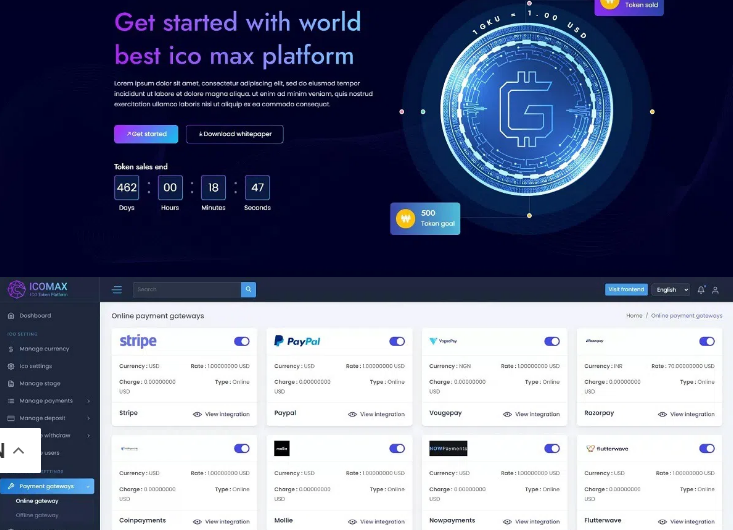 Token sold
Get started with world
best ico max platform
1GKU = 1.00 USD
Lorem ipsum dolor sit amet, consectetur adipiscing elit, sed do eiusmod tempor
incididunt ut labore et dolore magna aliqua. ut enim ad minim veniam, quis nostrud
exercitation ullamco laboris nisi ut aliquip ex ea commodo consequat.
Get started
Download whitepaper
Token sales end
462 : 00 : 18 : 47
Days Hours Minutes Seconds
500
Token goal
ICOMAX
ICO Token Platform
Search
Visit frontend
English
Dashboard
Online payment gateways
Home / Online payment gateways
ICO SETTING
Manage currency
Ico settings
Manage stage
Manage payments
Manage deposit
withdraw
users
Payment gateways
Online gateway
Offline gateway
stripe
Currency : USD Rate : 1.00000000 USD
Charge : 0.00000000 USD Type : Online
Stripe View integration
PayPal
Currency : USD Rate : 1.00000000 USD
Charge : 0.00000000 USD Type : Online
Paypal View integration
VoguePay
Currency : NGN Rate : 1.00000000 USD
Charge : 0.00000000 USD Type : Online
Vougepay View integration
Razorpay
Currency : INR Rate : 70.00000000 USD
Charge : 0.00000000 USD Type : Online
Razorpay View integration
Currency : USD Rate : 1.00000000 USD
Charge : 0.00000000 USD Type : Online
Coinpayments View integration
mollie
Currency : USD Rate : 1.00000000 USD
Charge : 0.00000000 USD Type : Online
Mollie View integration
NOWPayments
Currency : USD Rate : 1.00000000 USD
Charge : 0.00000000 USD Type : Online
Nowpayments View integration
flutterwave
Currency : USD Rate : 1.00000000 USD
Charge : 0.00000000 USD Type : Online
Flutterwave View integration